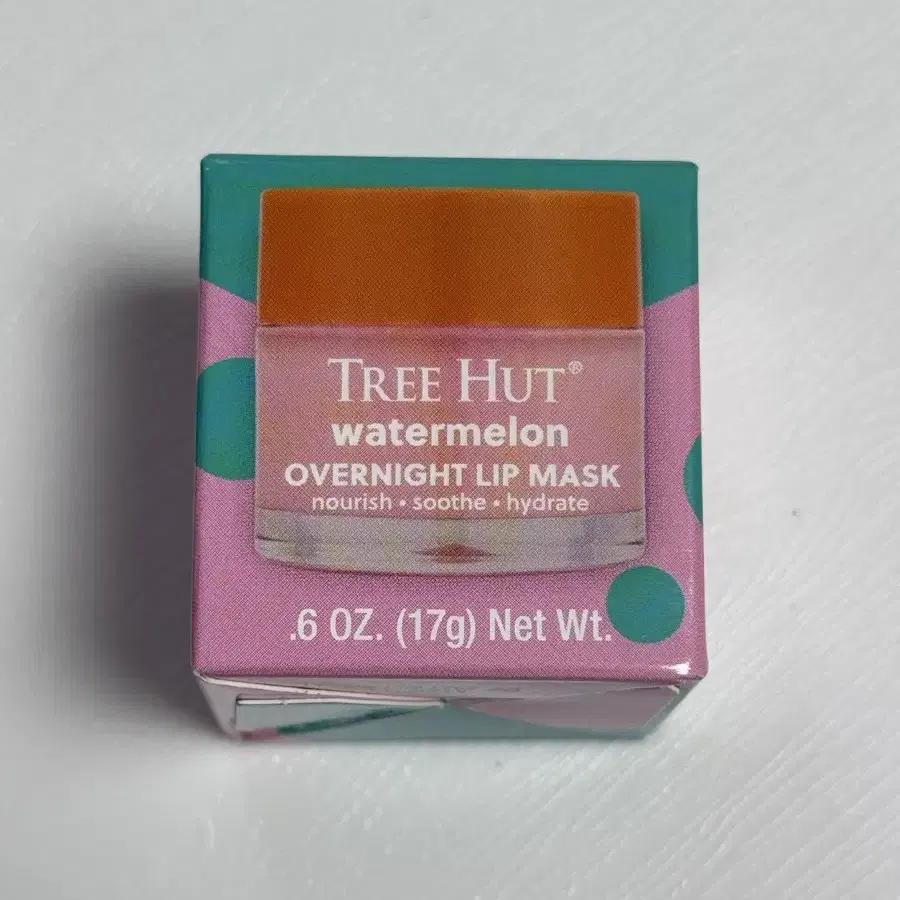 TREE HUT®
watermelon
OVERNIGHT LIP MASK
nourish • soothe • hydrate
.6 OZ. (17g) Net Wt.